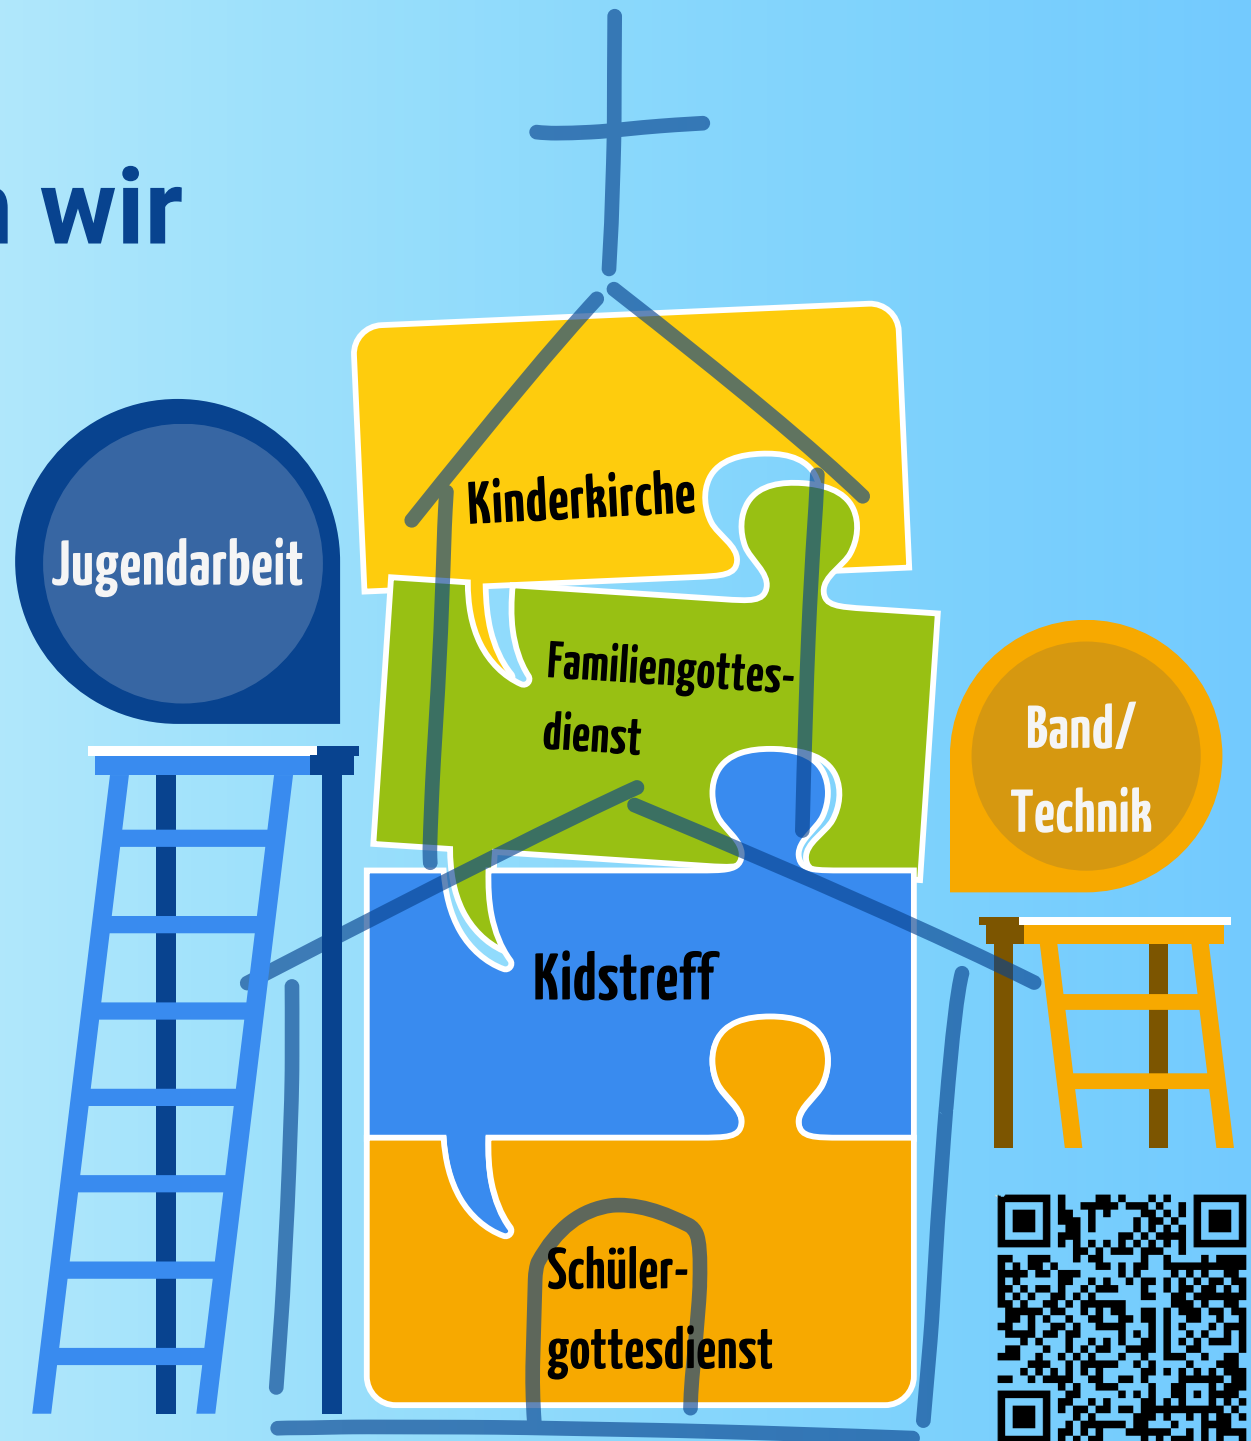 wir
Kinderkirche
Jugendarbeit
Familiengottes-
dienst
Band/
Technik
Kidstreff
Schüler-
gottesdienst